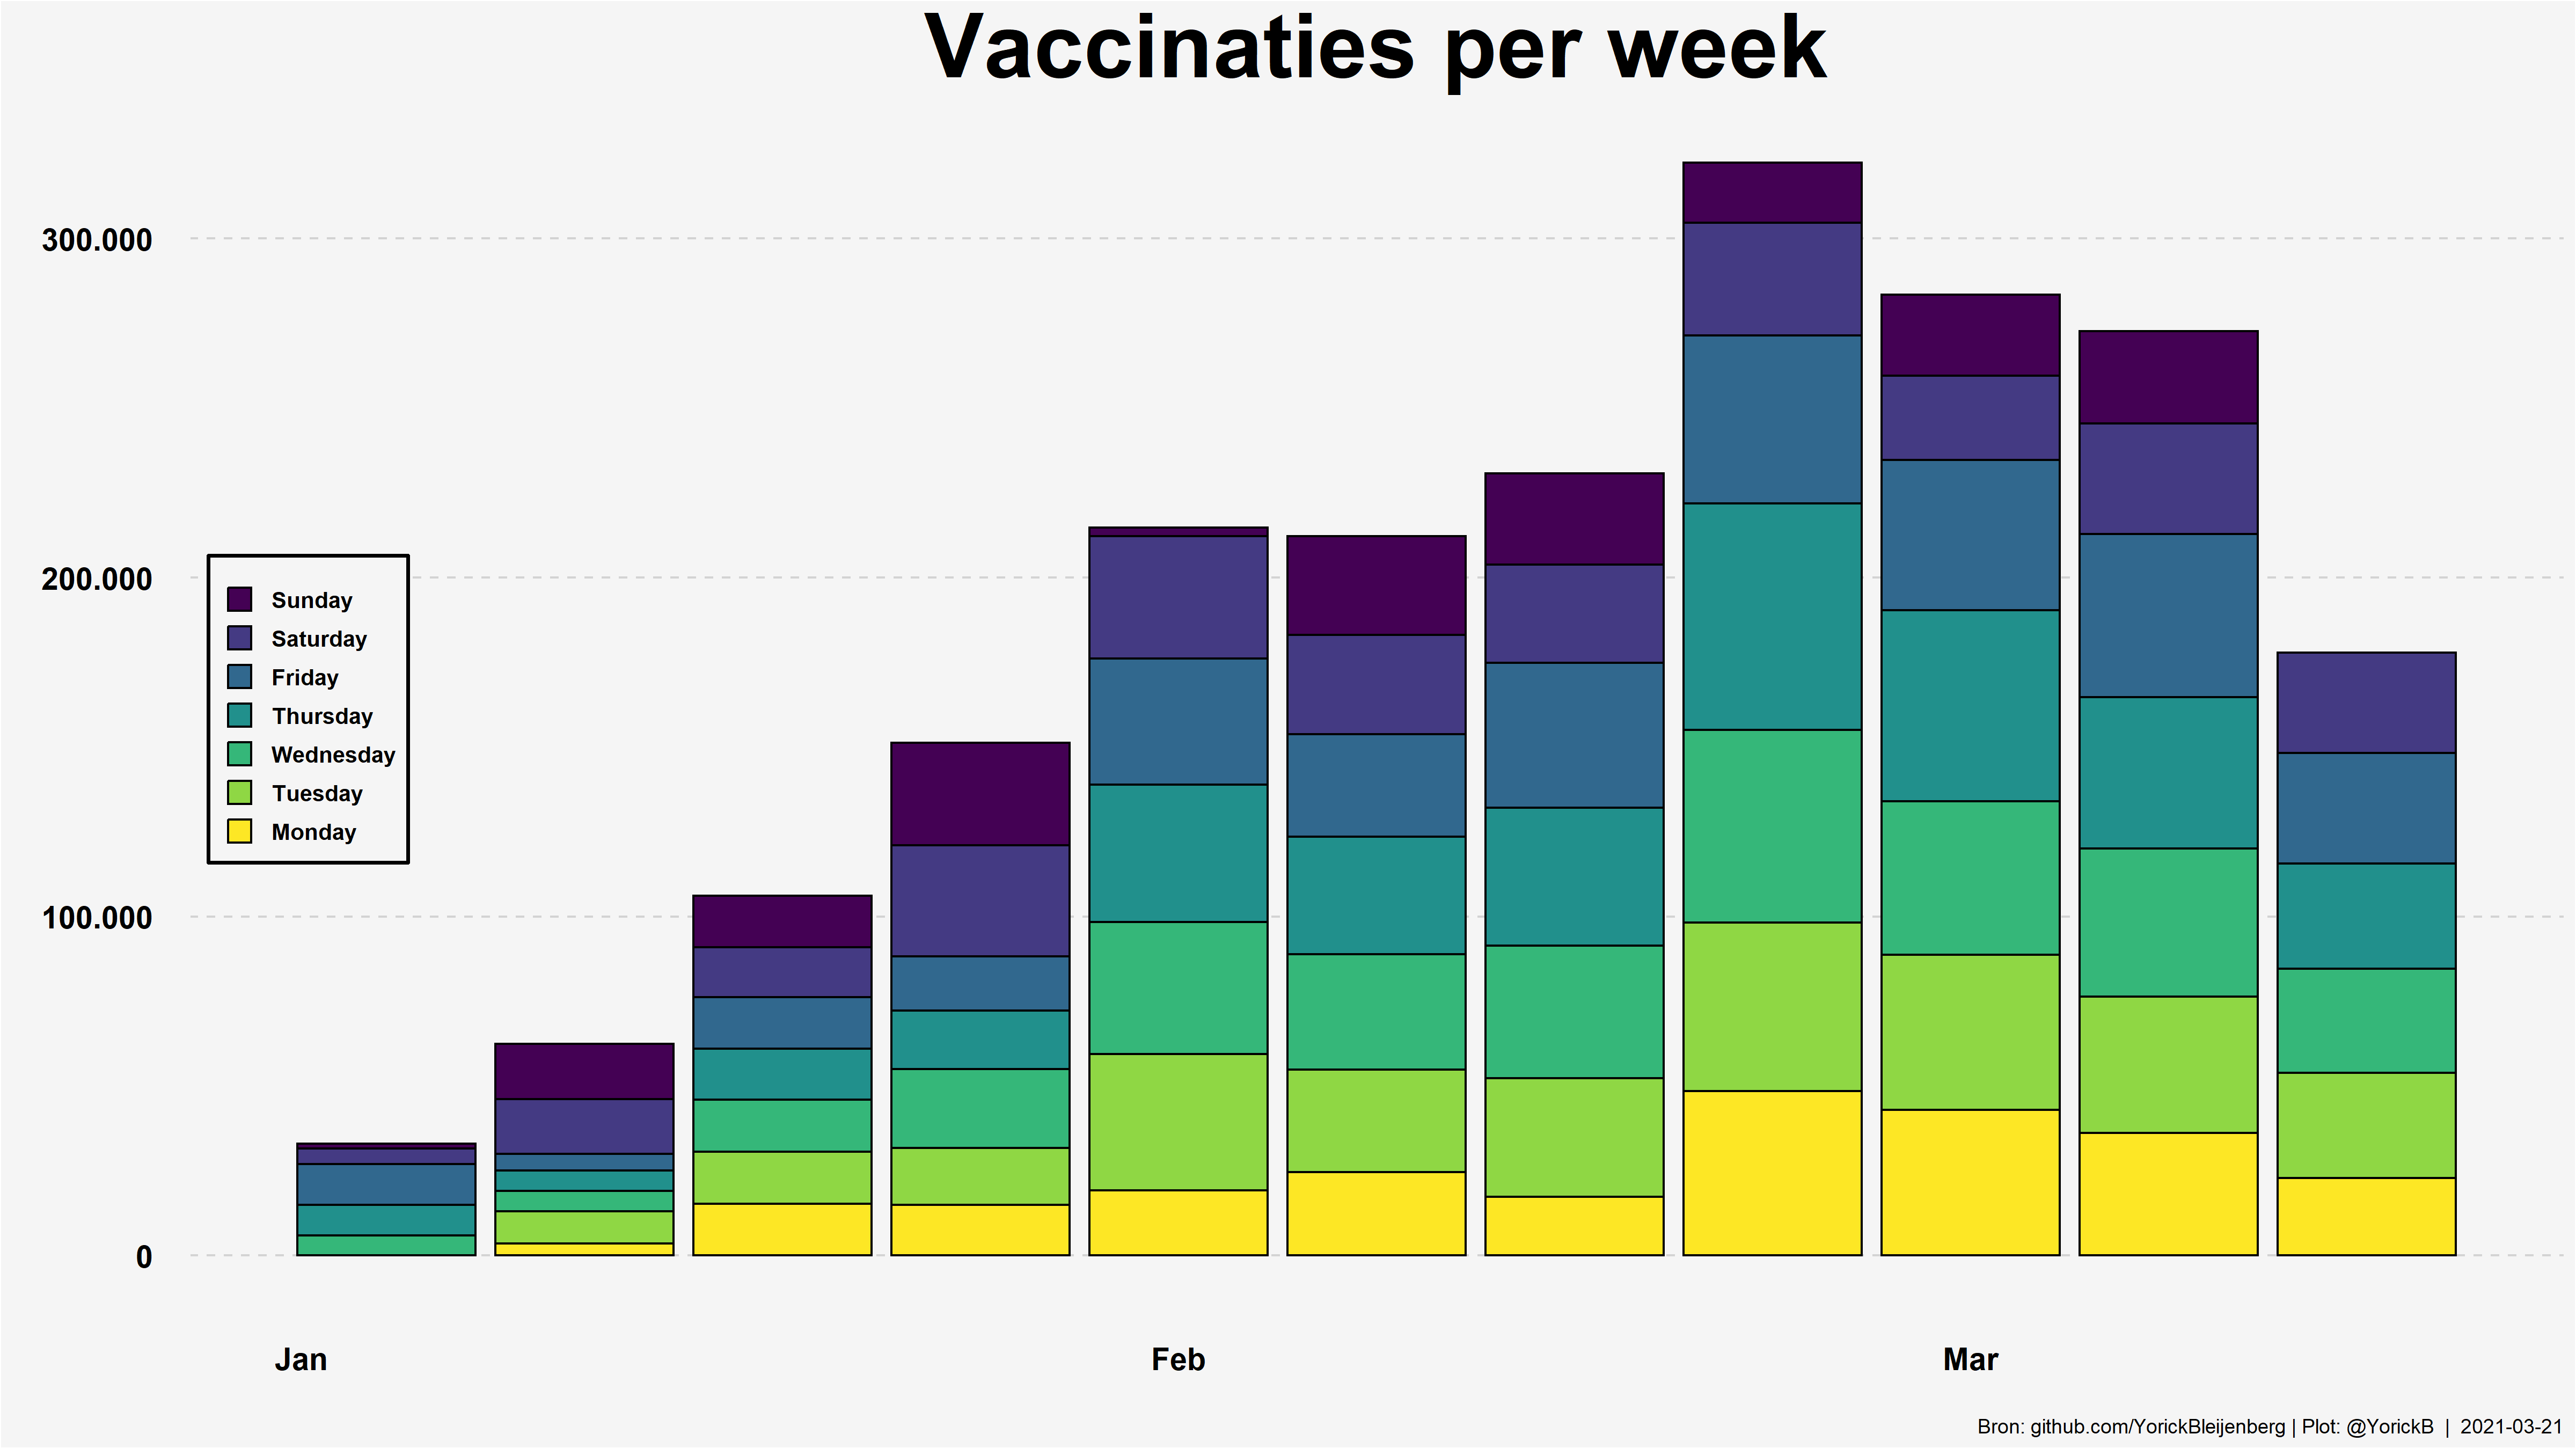 Vaccinaties per week
300.000
200.000
100.000
0
Sunday
Saturday
Friday
Thursday
Wednesday
Tuesday
Monday
Jan Feb Mar
Bron: github.com/YorickBleijenberg | Plot: @YorickB | 2021-03-21